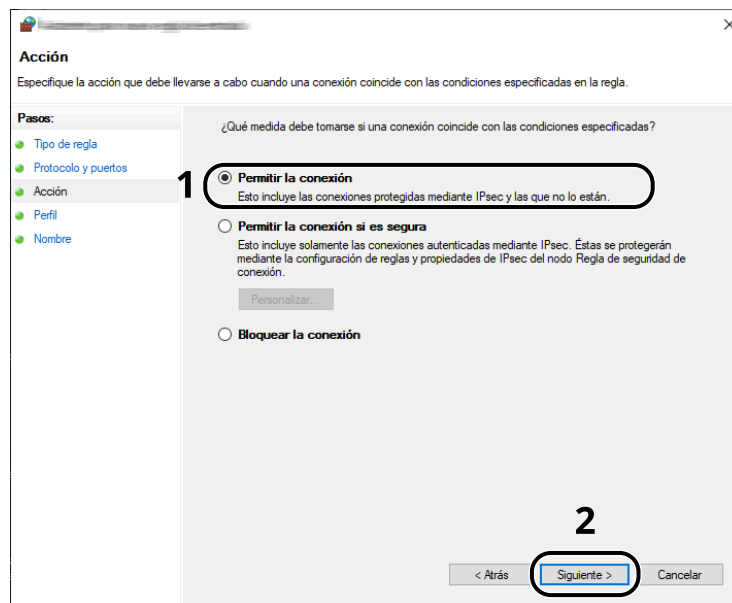 Acción
Especifique la acción que debe llevarse a cabo cuando una conexión coincide con las condiciones especificadas en la regla.
Pasos:
Tipo de regla
Protocolo y puertos
Acción
Perfil
Nombre
¿Qué medida debe tomarse si una conexión coincide con las condiciones especificadas?
1
Permitir la conexión
Esto incluye las conexiones protegidas mediante IPsec y las que no lo están.
Permitir la conexión si es segura
Esto incluye solamente las conexiones autenticadas mediante IPsec. Éstas se protegerán
mediante la configuración de reglas y propiedades de IPsec del nodo Regla de seguridad de
conexión.
Personalizar...
Bloquear la conexión
2
< Atrás
Siguiente >
Cancelar